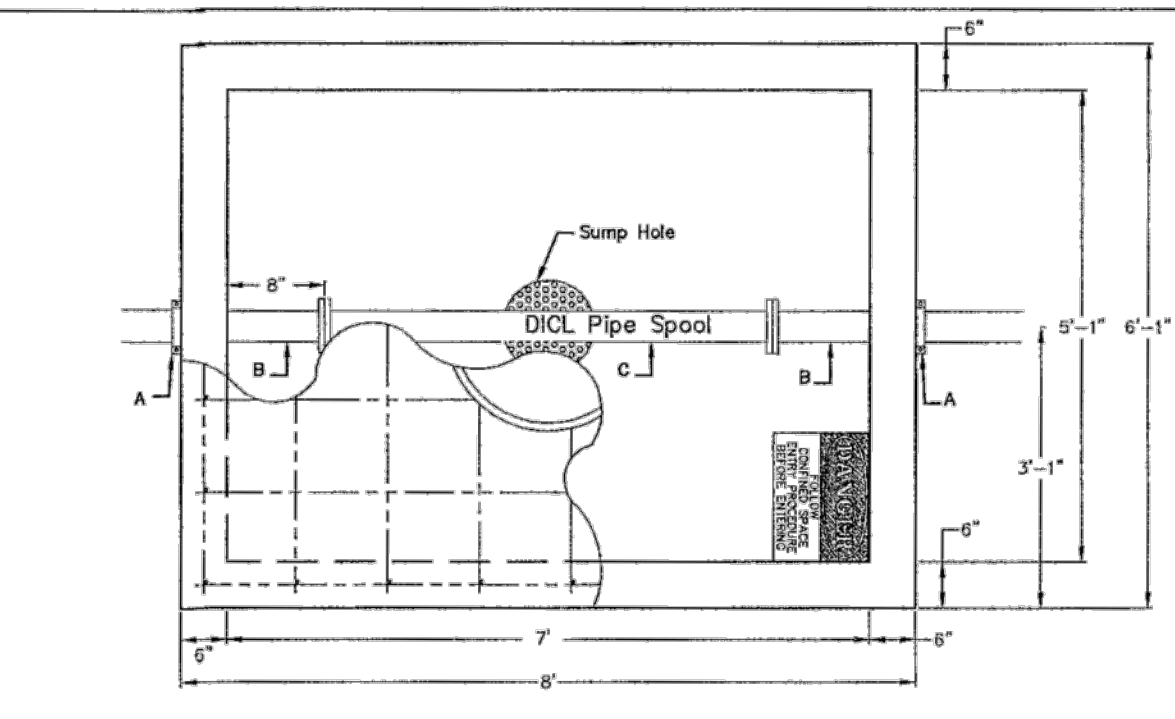 6"
Sump Hole
8"
DICL Pipe Spool
5'-1"
6'-1"
B
C
B
A
A
DANGER
FOLLOW
CONFINED SPACE
ENTRY PROCEDURE
BEFORE ENTERING
3'-1"
6"
7'
6"
6"
8'